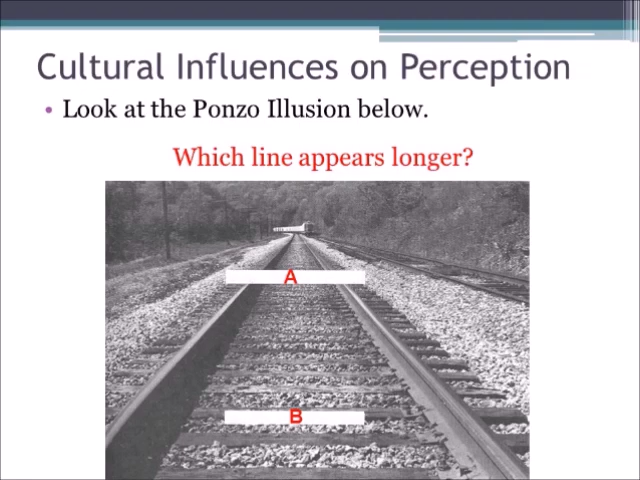 Cultural Influences on Perception
• Look at the Ponzo Illusion below.
Which line appears longer?
A
B